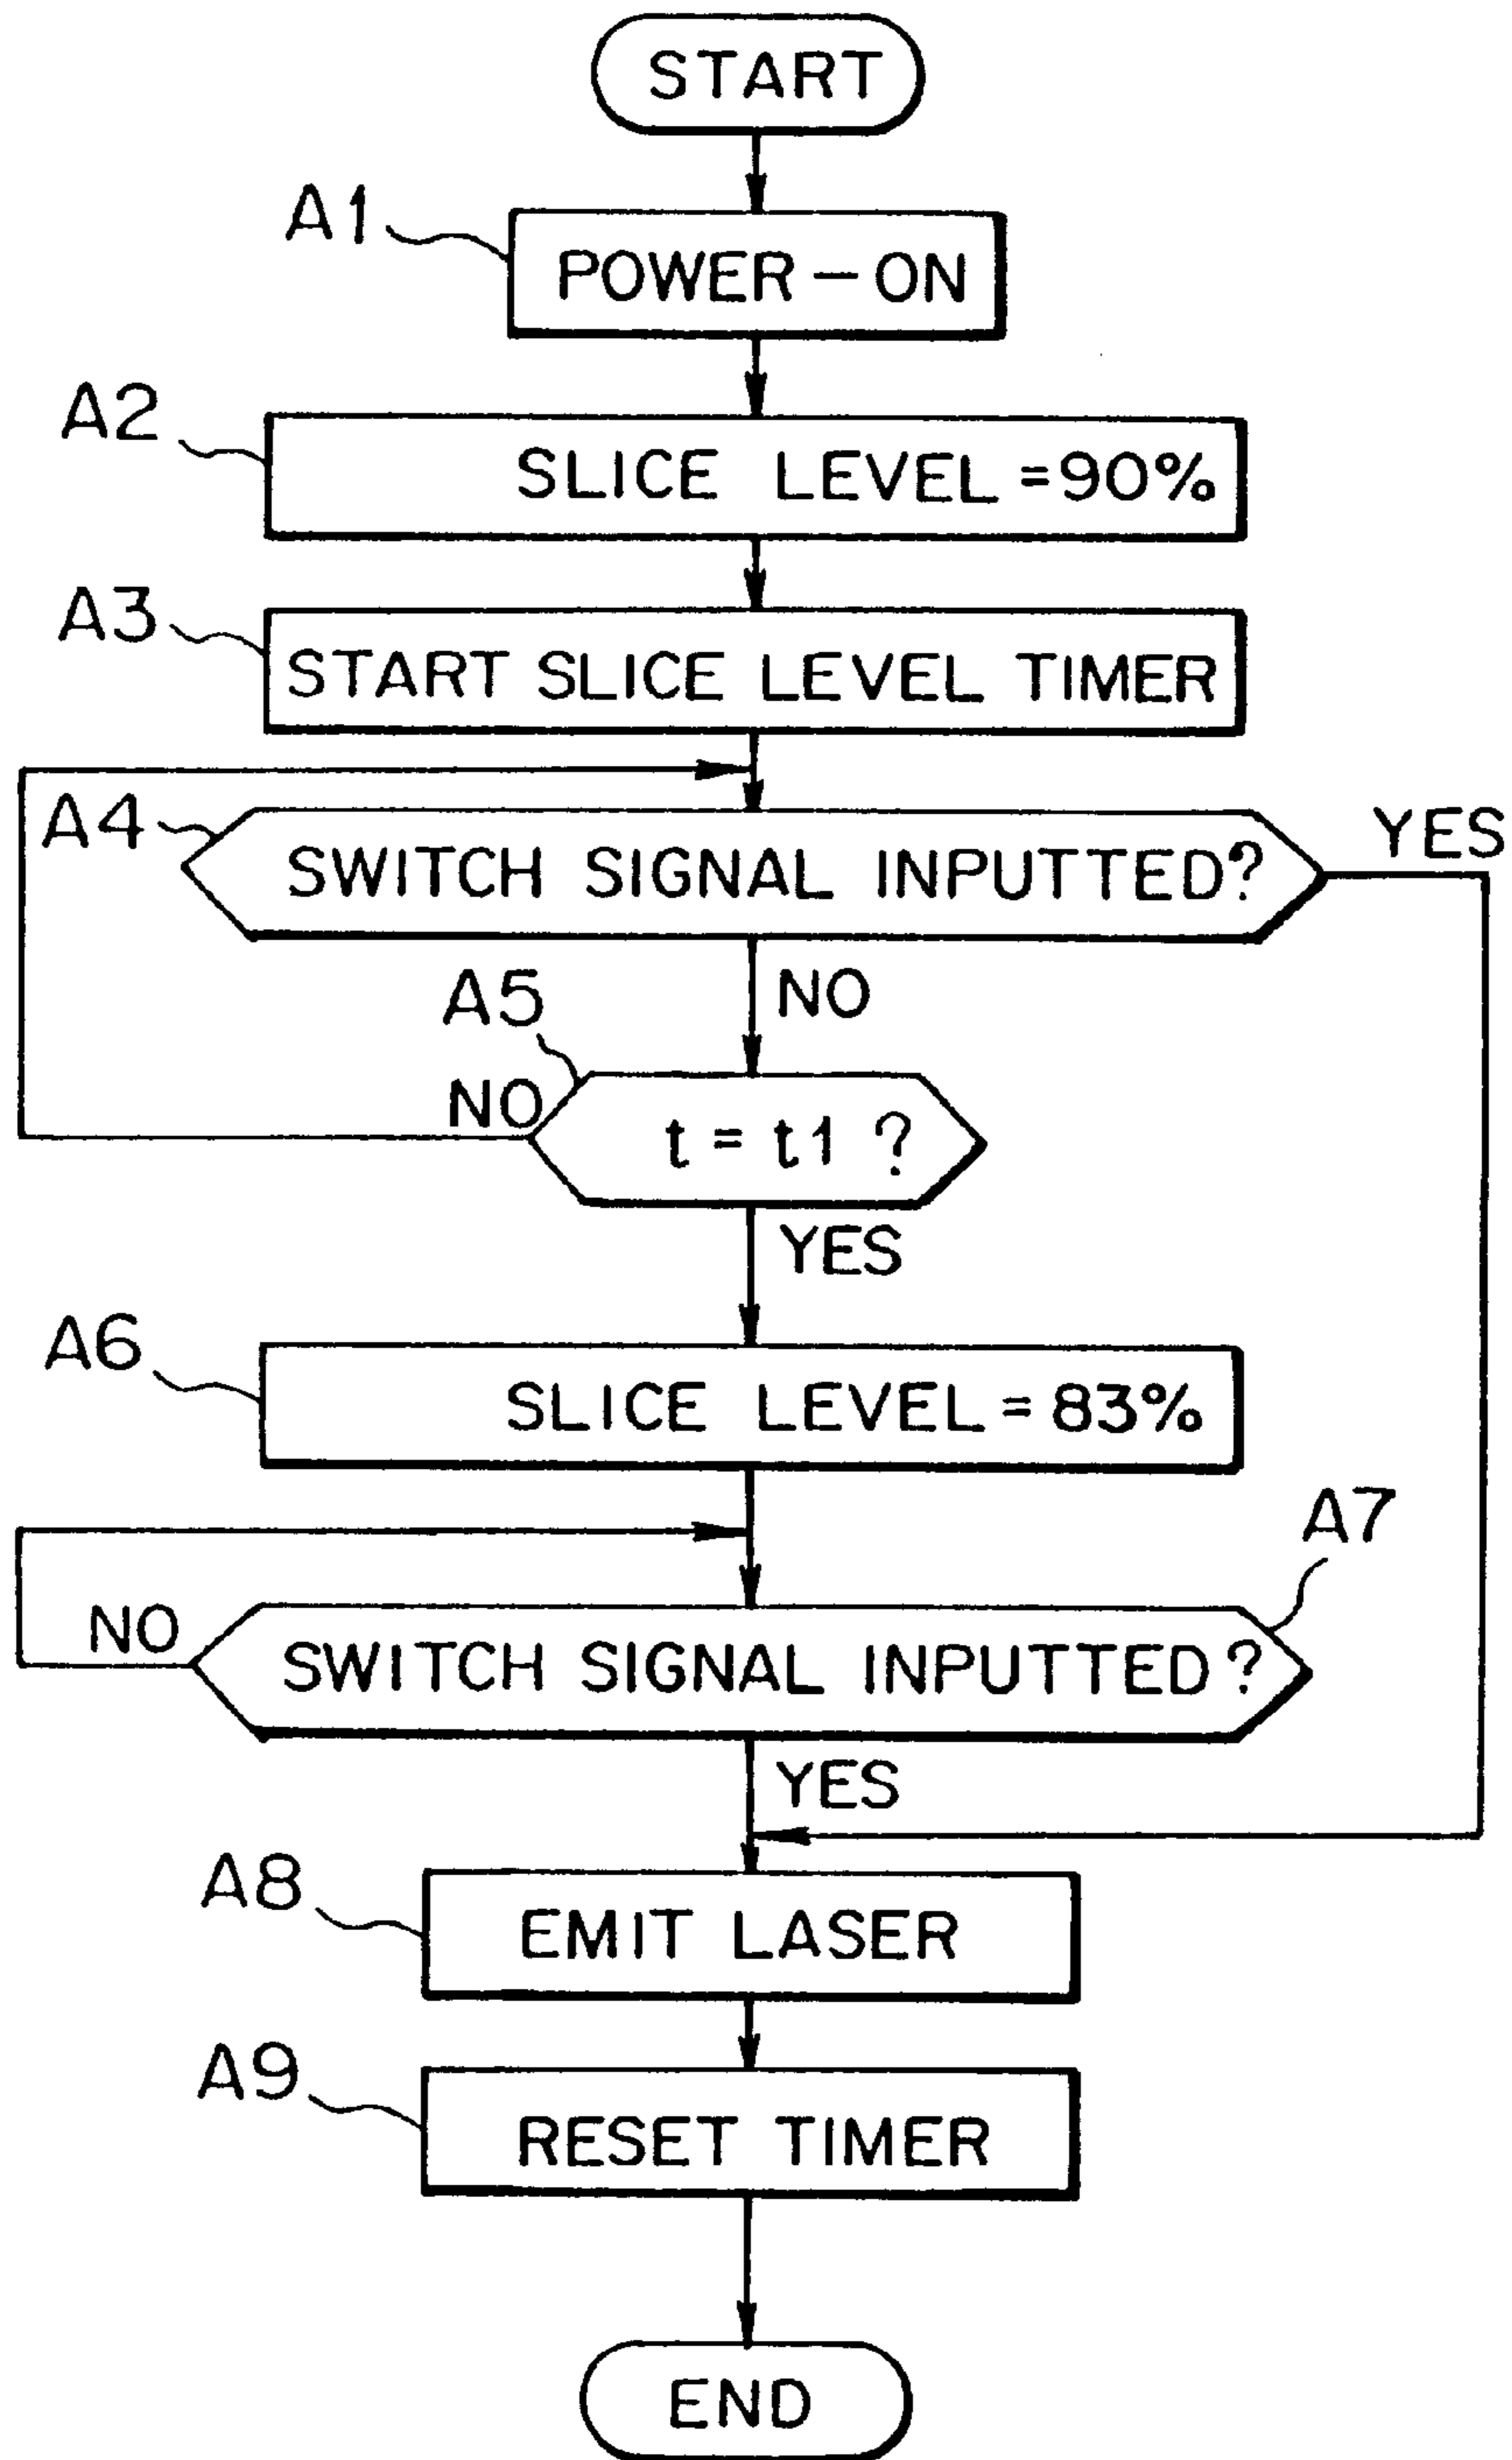 START
A1
POWER-ON
A2
SLICE LEVEL =90%
A3
START SLICE LEVEL TIMER
A4
SWITCH SIGNAL INPUTTED?
YES
NO
A5
NO
t = t1 ?
YES
A6
SLICE LEVEL = 83%
A7
NO
SWITCH SIGNAL INPUTTED?
YES
A8
EMIT LASER
A9
RESET TIMER
END